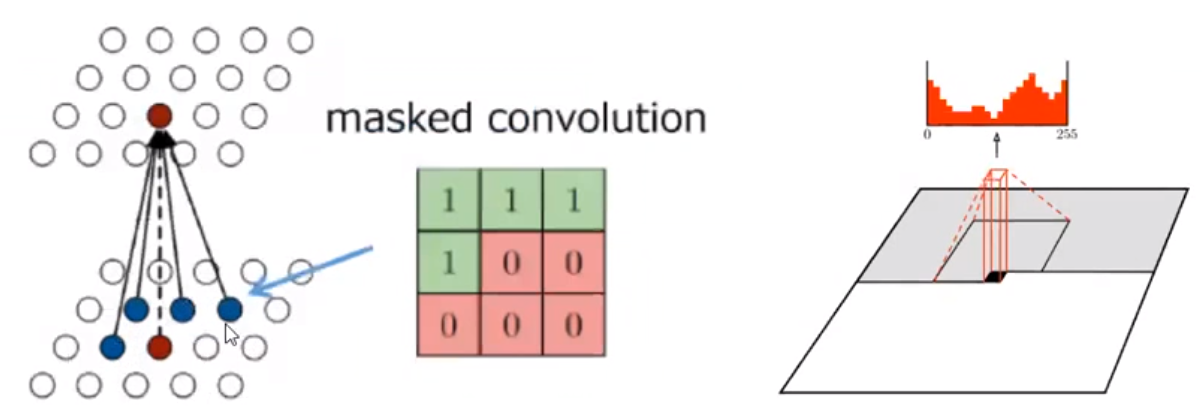 masked convolution
1 1 1
1 0 0
0 0 0
0 255